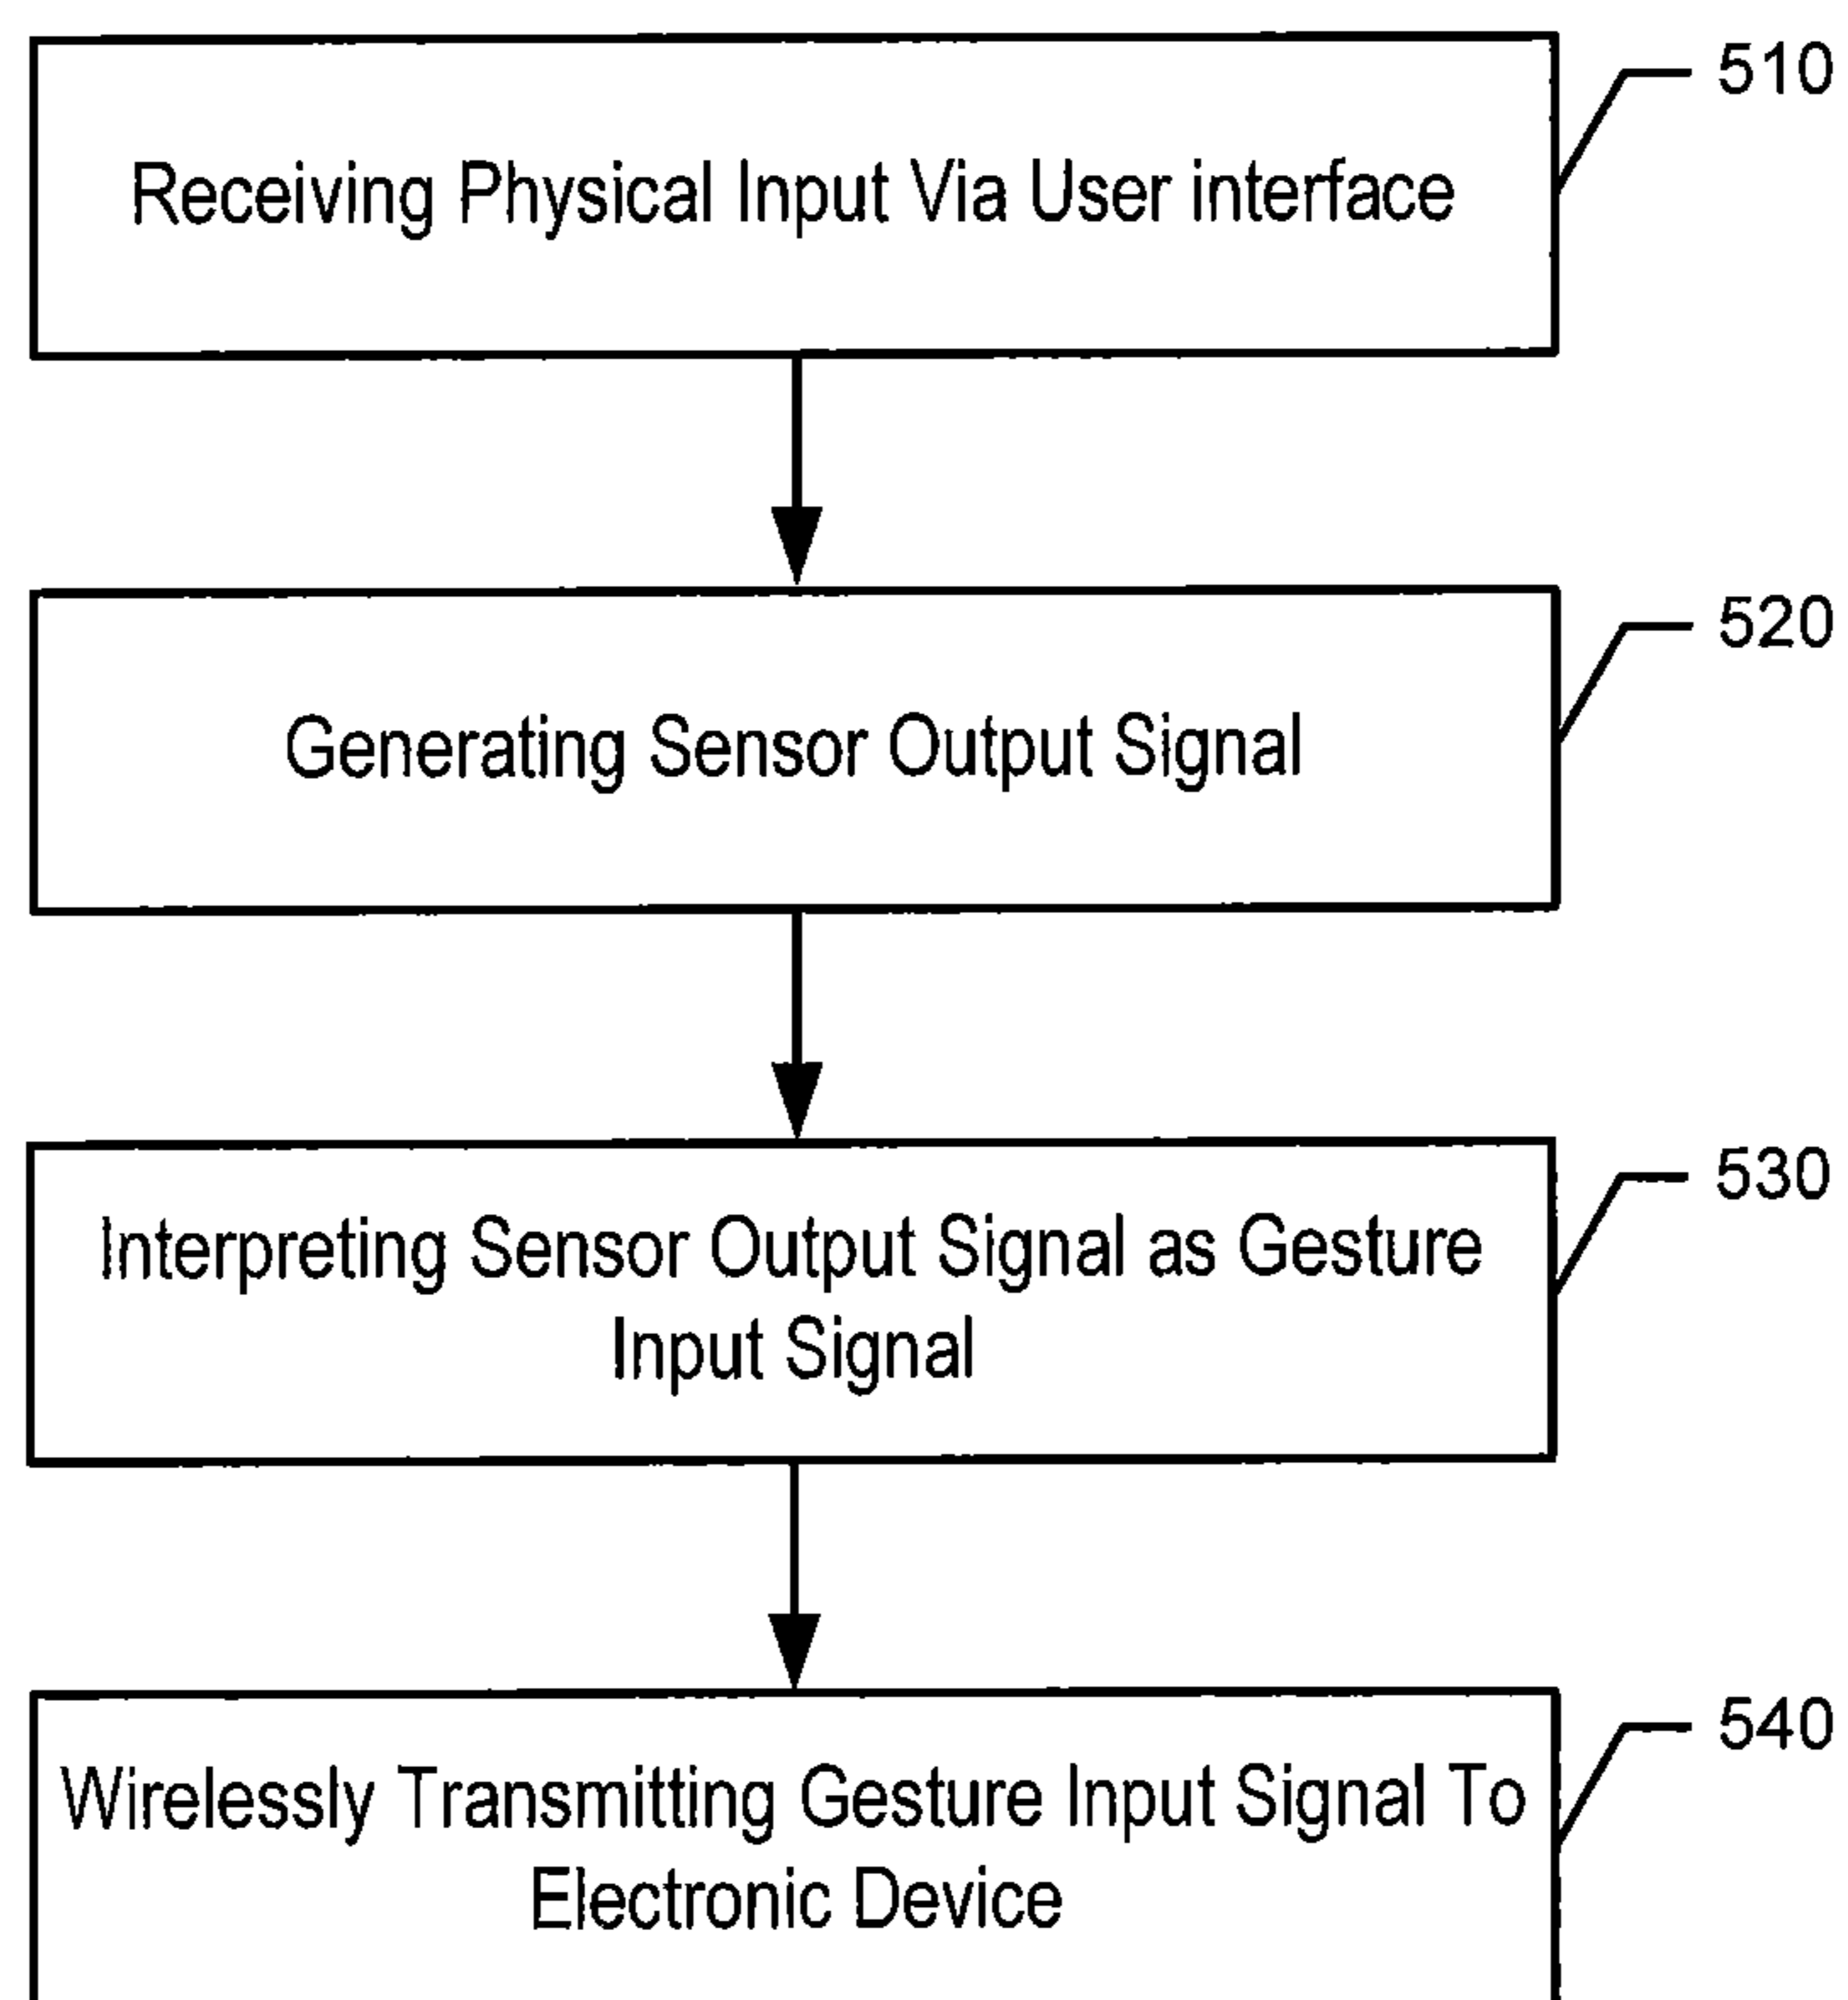 510
Receiving Physical Input Via User interface
520
Generating Sensor Output Signal
530
Interpreting Sensor Output Signal as Gesture
Input Signal
540
Wirelessly Transmitting Gesture Input Signal To
Electronic Device